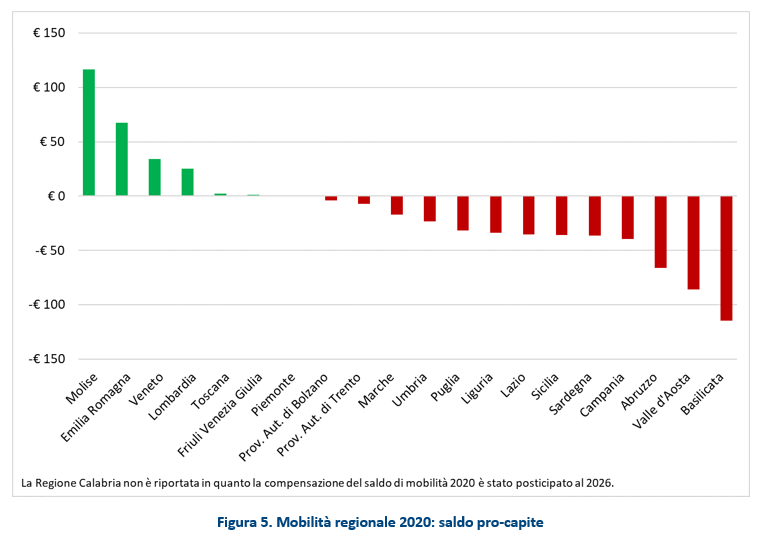 € 150
€ 100
€ 50
€ 0
-€ 50
-€ 100
-€ 150
Molise
Emilia Romagna
Veneto
Lombardia
Toscana
Friuli Venezia Giulia
Piemonte
Prov. Aut. di Bolzano
Prov. Aut. di Trento
Marche
Umbria
Puglia
Liguria
Lazio
Sicilia
Sardegna
Campania
Abruzzo
Valle d'Aosta
Basilicata
La Regione Calabria non è riportata in quanto la compensazione del saldo di mobilità 2020 è stato posticipato al 2026.
Figura 5. Mobilità regionale 2020: saldo pro-capite